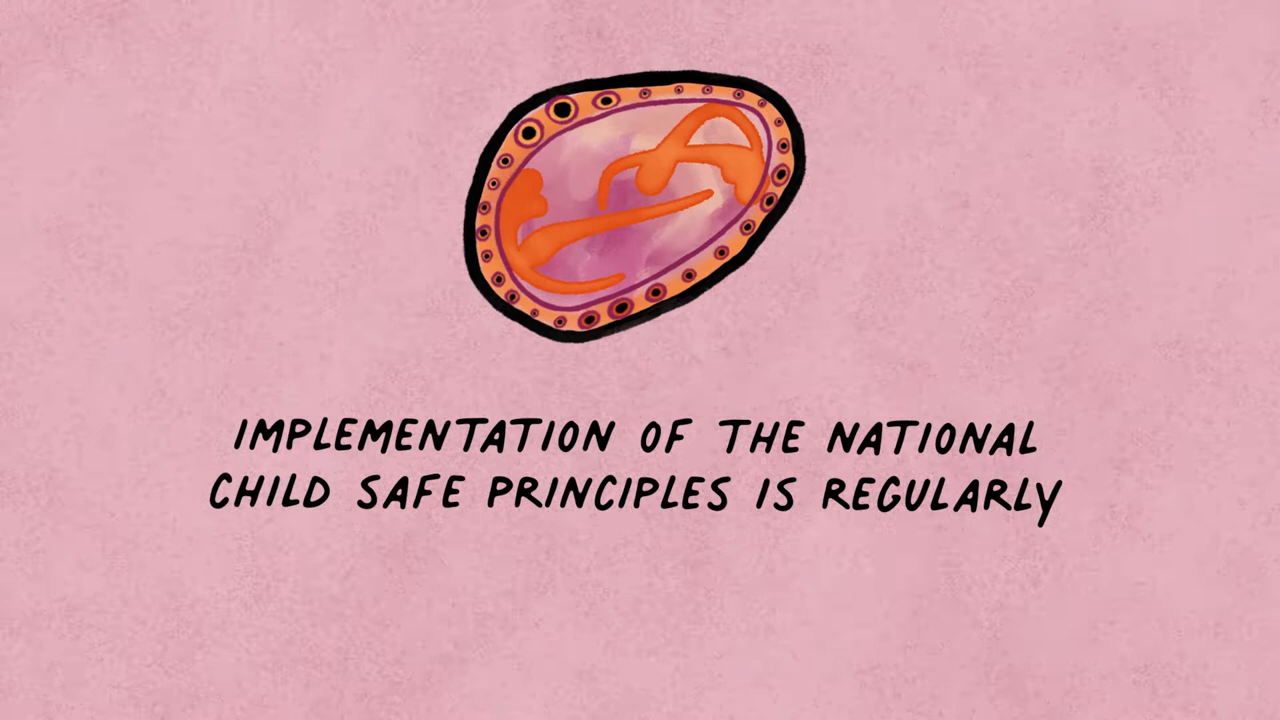 IMPLEMENTATION OF THE NATIONAL
CHILD SAFE PRINCIPLES IS REGULARLY